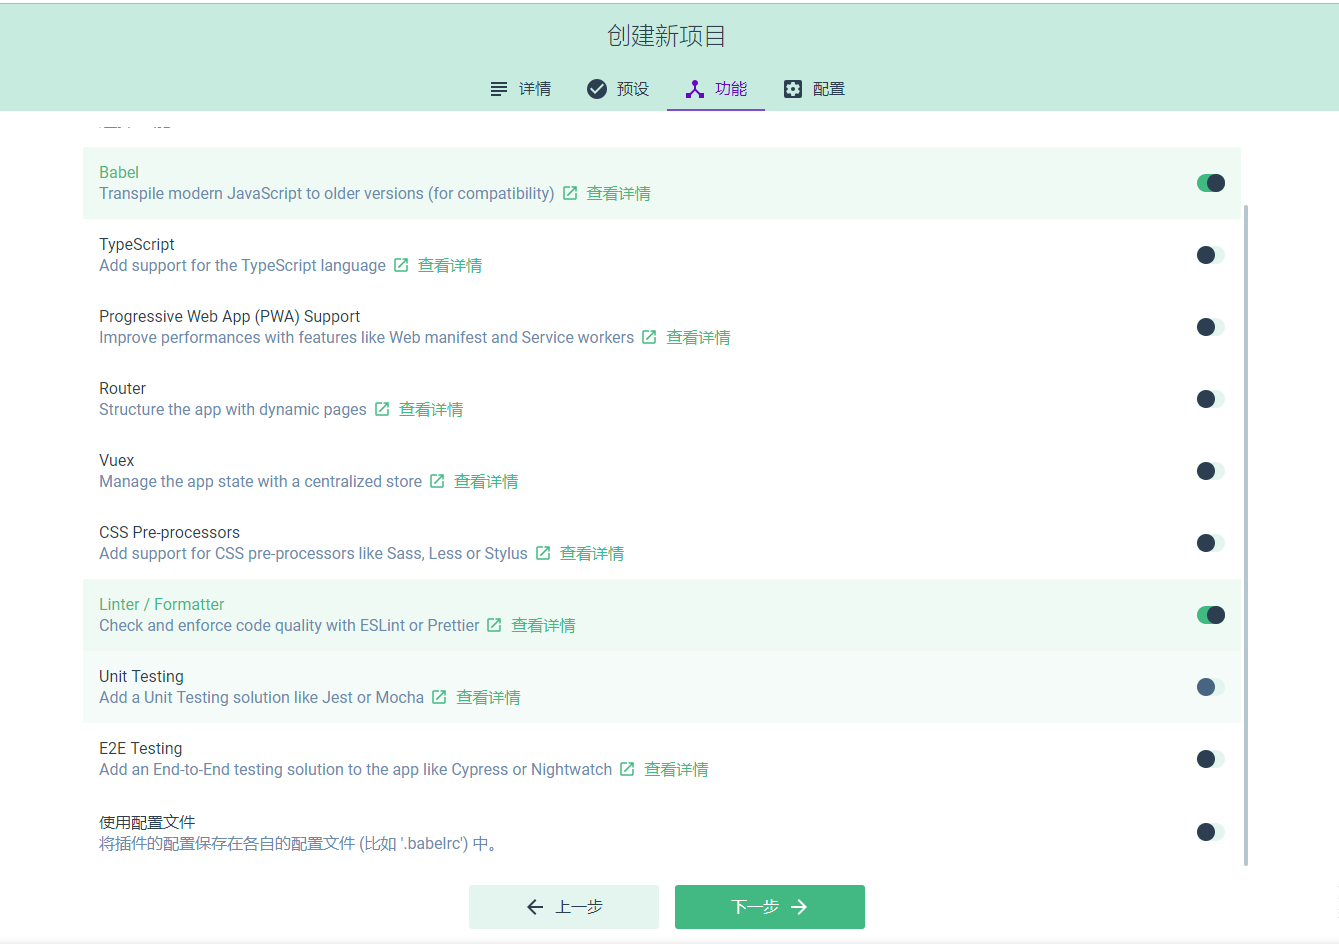 创建新项目
详情
预设
功能
配置
Babel
Transpile modern JavaScript to older versions (for compatibility) 查看详情
TypeScript
Add support for the TypeScript language 查看详情
Progressive Web App (PWA) Support
Improve performances with features like Web manifest and Service workers 查看详情
Router
Structure the app with dynamic pages 查看详情
Vuex
Manage the app state with a centralized store 查看详情
CSS Pre-processors
Add support for CSS pre-processors like Sass, Less or Stylus 查看详情
Linter / Formatter
Check and enforce code quality with ESLint or Prettier 查看详情
Unit Testing
Add a Unit Testing solution like Jest or Mocha 查看详情
E2E Testing
Add an End-to-End testing solution to the app like Cypress or Nightwatch 查看详情
使用配置文件
将插件的配置保存在各自的配置文件 (比如 '.babelrc') 中。
上一步
下一步